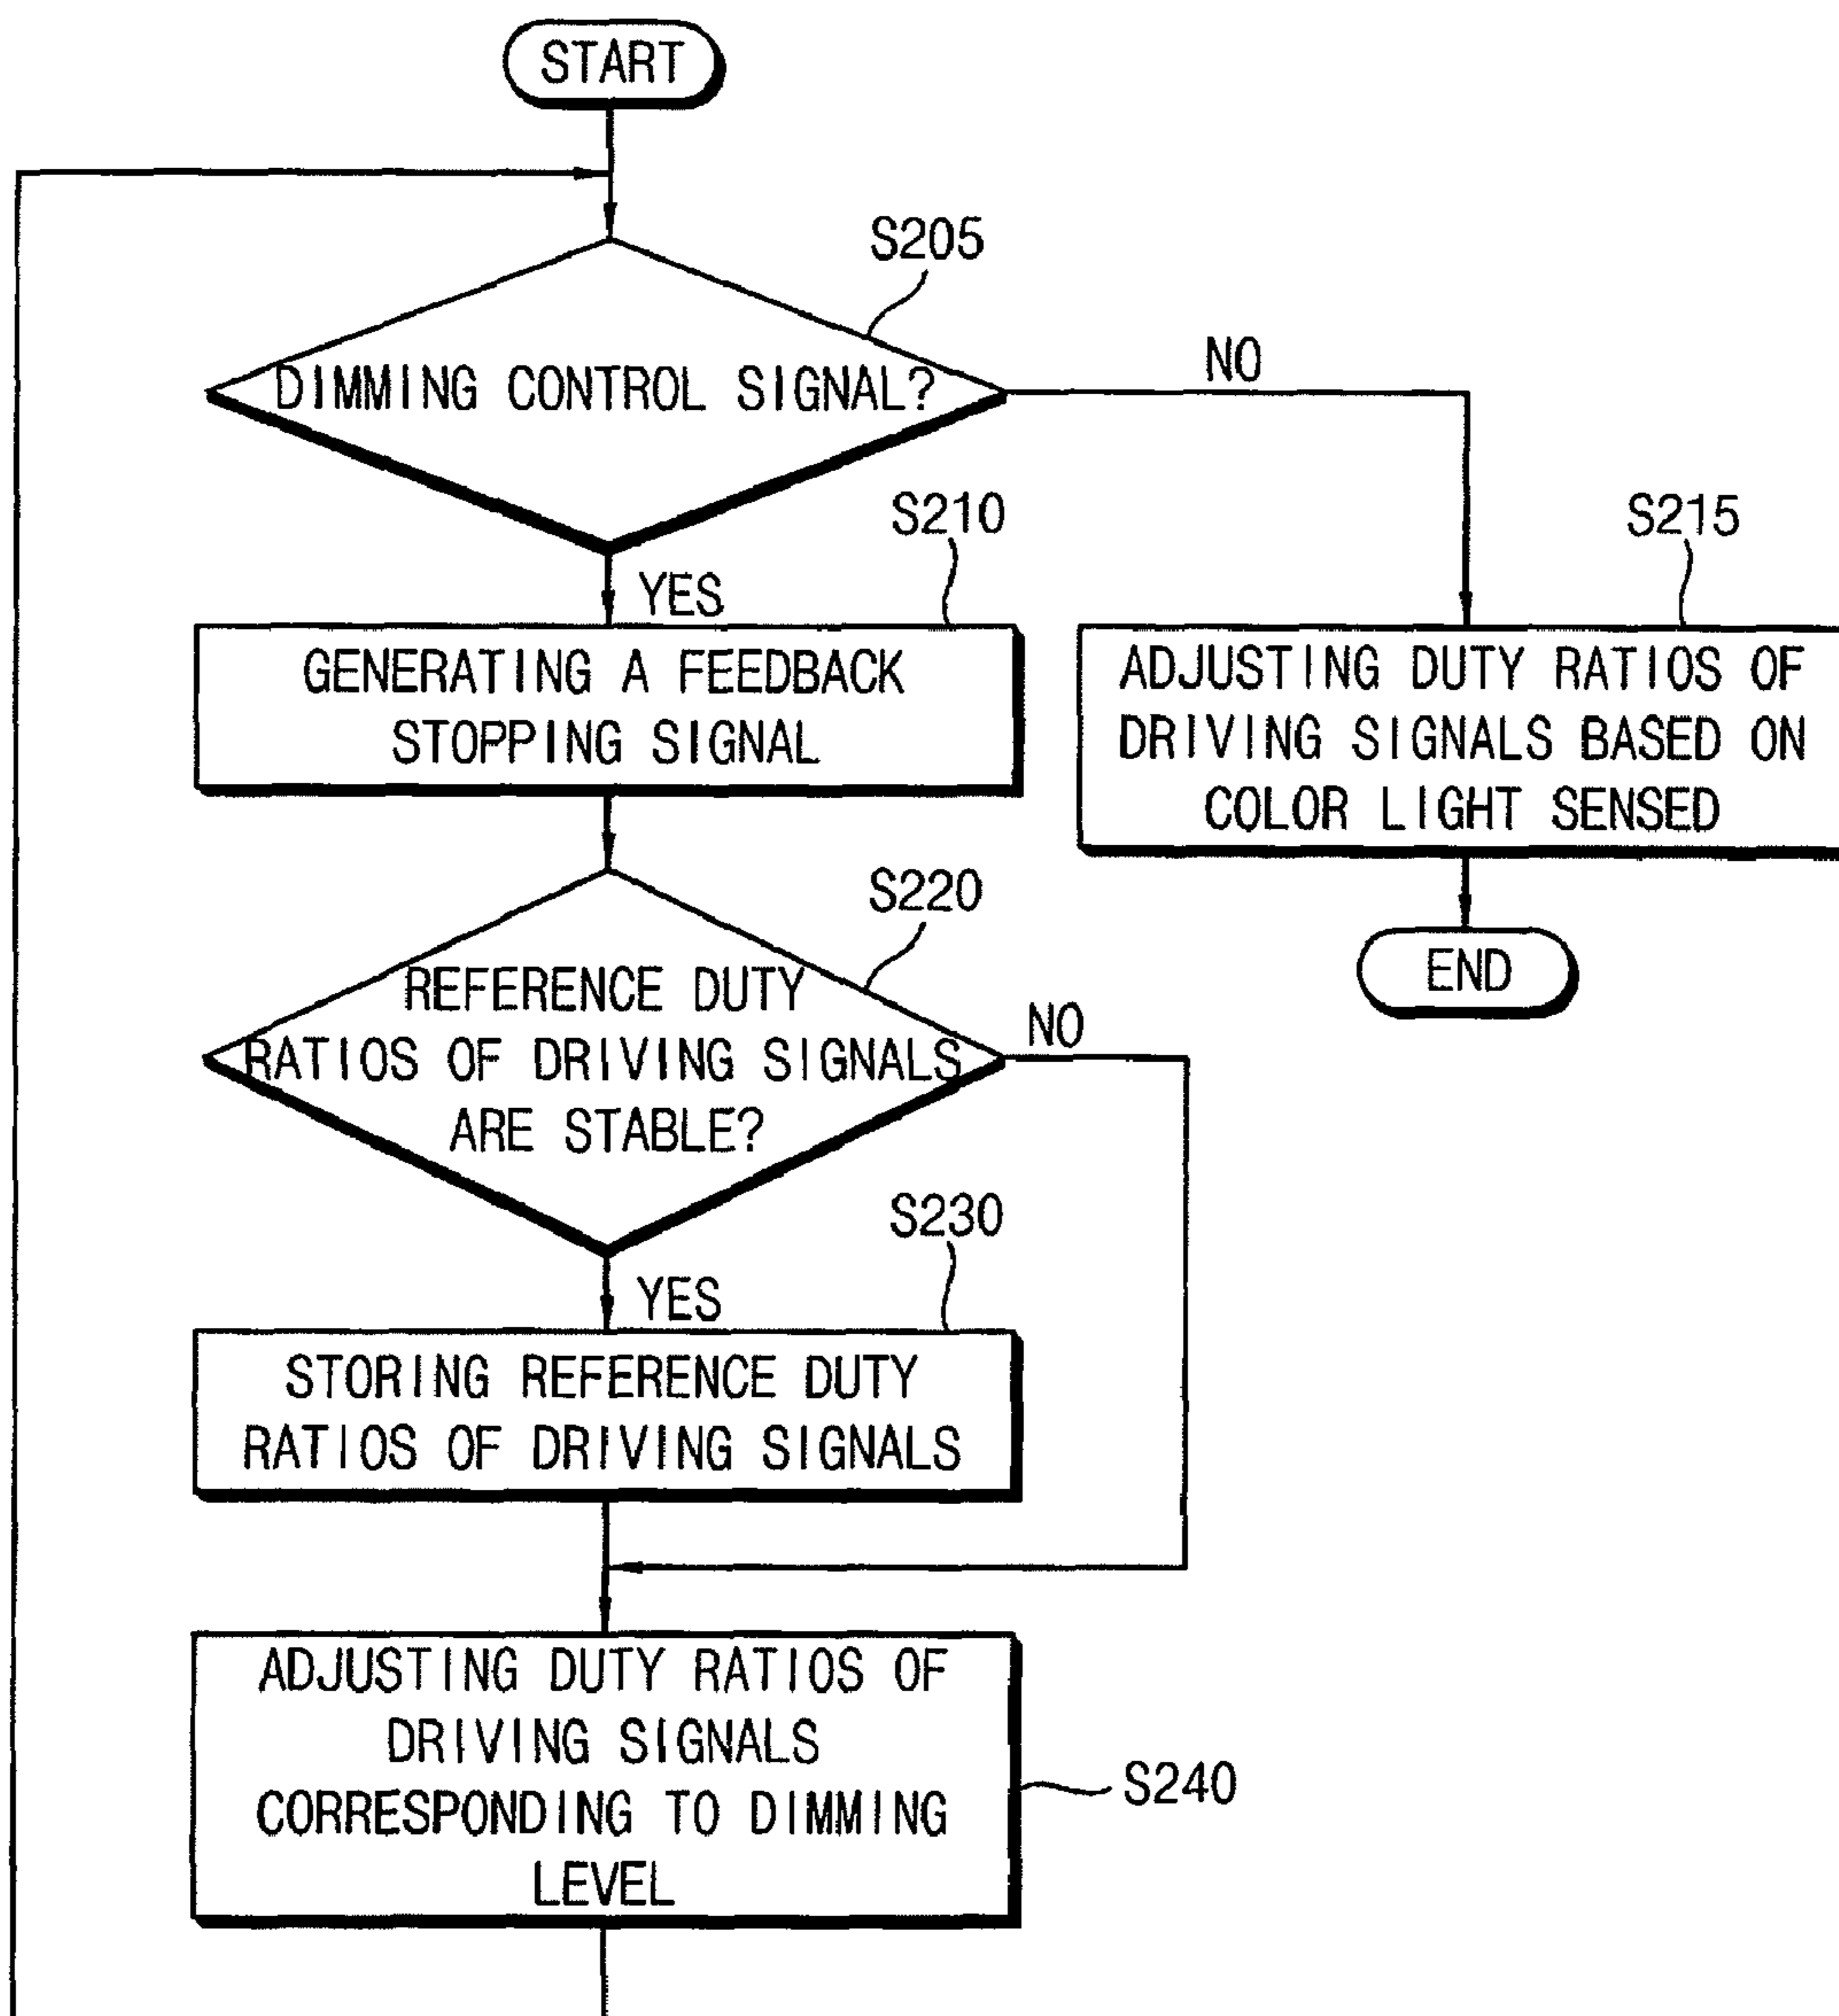 START
S205
DIMMING CONTROL SIGNAL?
NO
S210
S215
YES
GENERATING A FEEDBACK
STOPPING SIGNAL
ADJUSTING DUTY RATIOS OF
DRIVING SIGNALS BASED ON
COLOR LIGHT SENSED
S220
END
REFERENCE DUTY
RATIOS OF DRIVING SIGNALS
ARE STABLE?
NO
S230
YES
STORING REFERENCE DUTY
RATIOS OF DRIVING SIGNALS
ADJUSTING DUTY RATIOS OF
DRIVING SIGNALS
CORRESPONDING TO DIMMING
LEVEL
S240